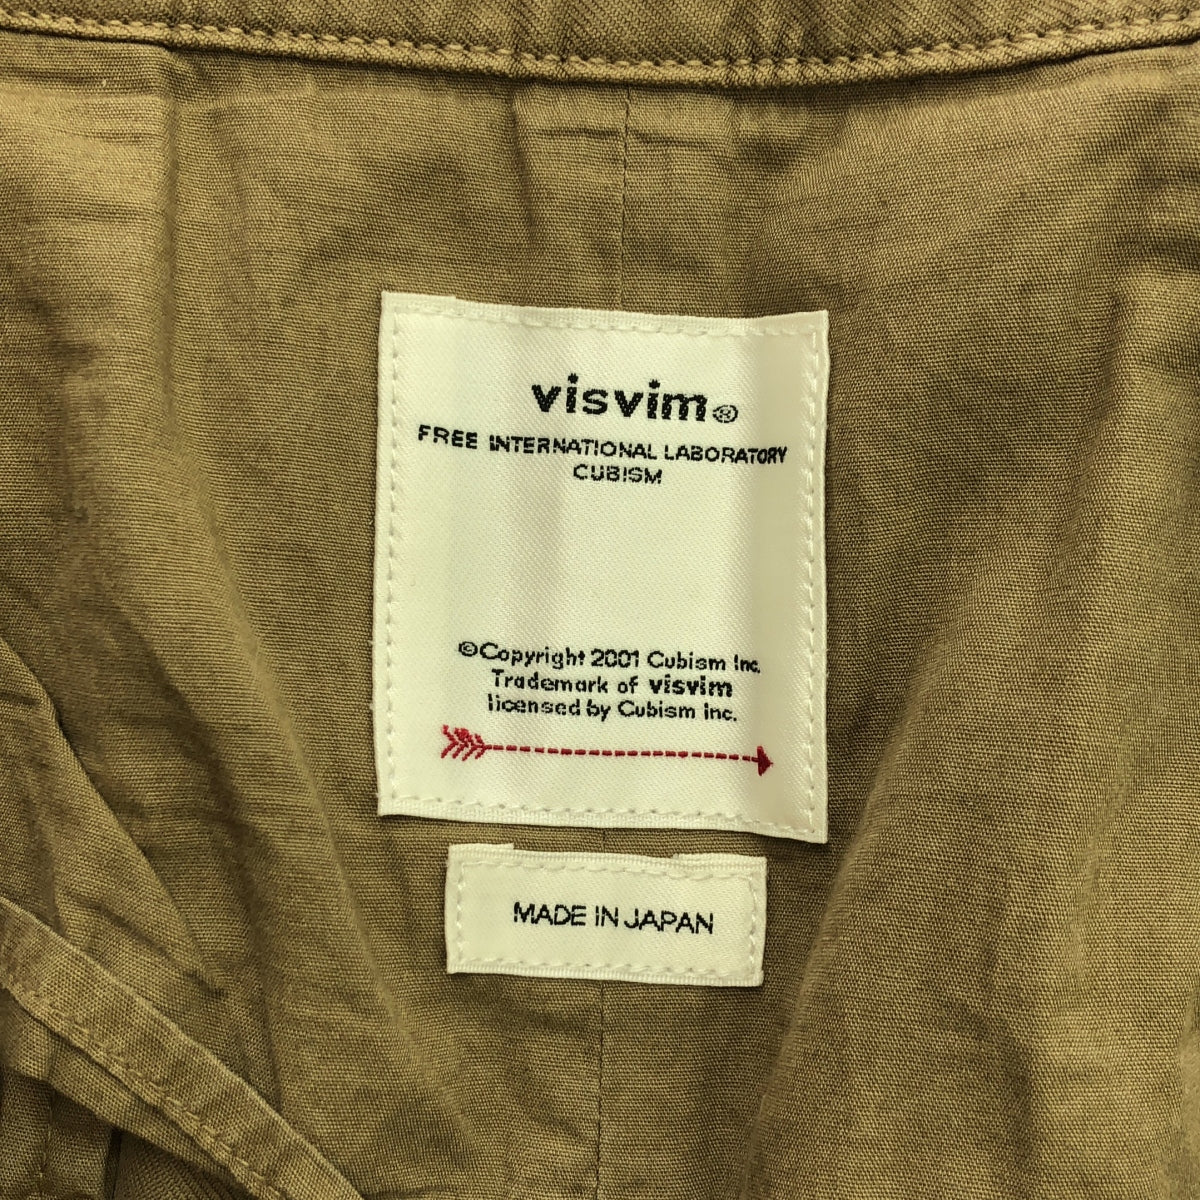 visvim®
FREE INTERNATIONAL LABORATORY
CUBISM
©Copyright 2001 Cubism Inc.
Trademark of visvim
licensed by Cubism Inc.
MADE IN JAPAN